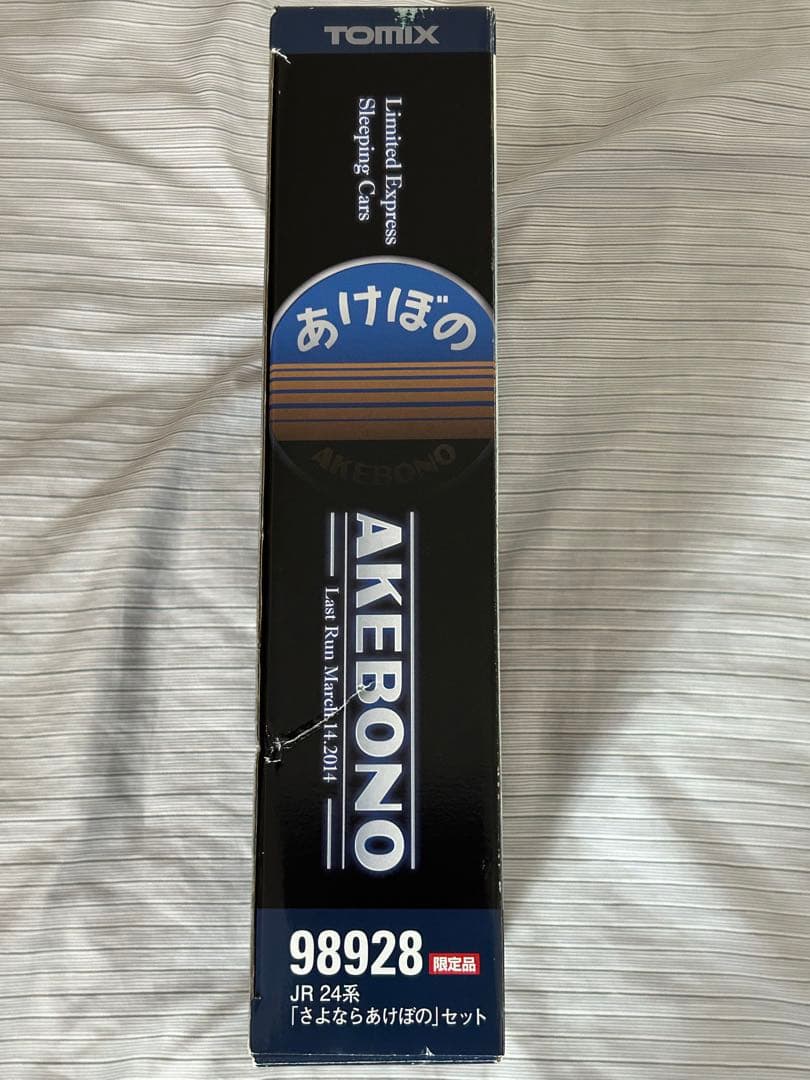 TOMIX
Limited Express
Sleeping Cars
あけぼの
AKEBONO
AKEBONO
Last Run March.14.2014
98928 限定品
JR 24系
「さよならあけぼの」セット